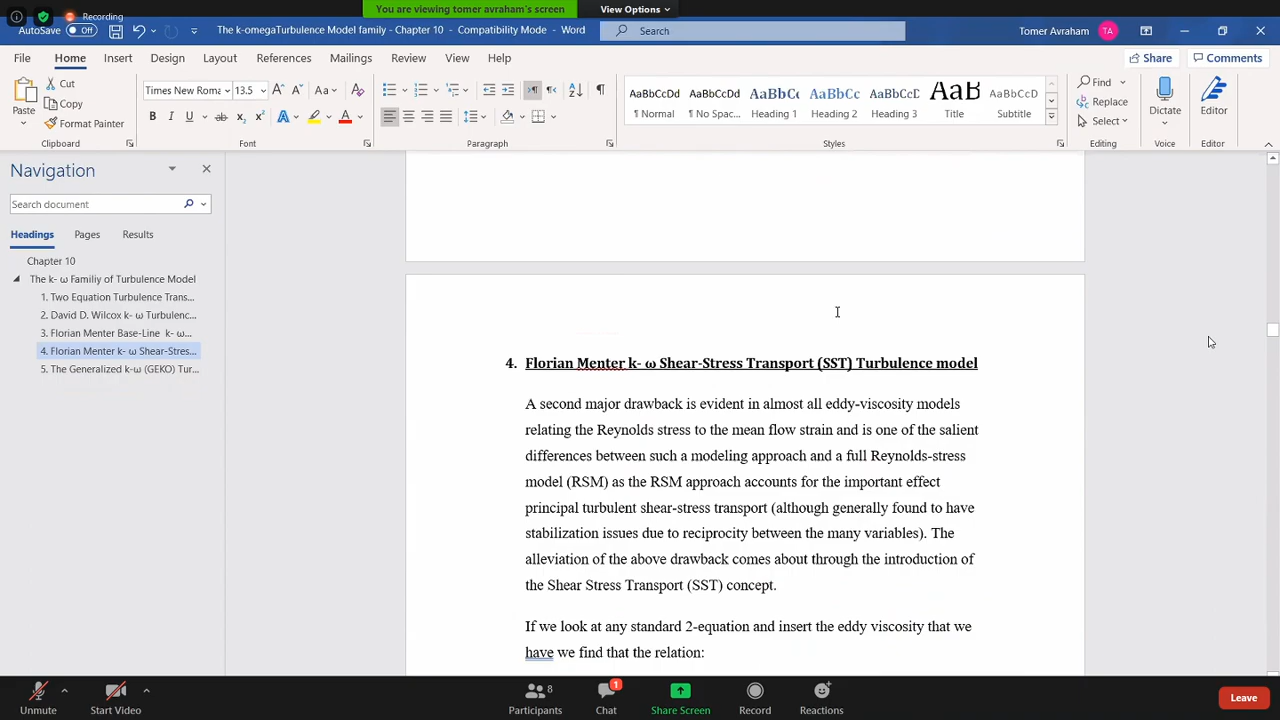 Recording
You are viewing tomer avraham's screen
View Options
AutoSave Off
The k-omegaTurbulence Model family - Chapter 10 - Compatibility Mode - Word
Search
Tomer Avraham
TA
File Home Insert Design Layout References Mailings Review View Help
Share
Comments
Paste
Cut
Copy
Format Painter
Clipboard
Times New Roma 13.5
Font
Paragraph
AaBbCcDd AaBbCcDd AaBbCc AaBbCc AaBbCcD AaB AaBbCcD
¶ Normal ¶ No Spac... Heading 1 Heading 2 Heading 3 Title Subtitle
Styles
Find
Replace
Select
Editing
Dictate
Voice
Editor
Editor
Navigation
Search document
Headings Pages Results
Chapter 10
The k- ω Familiy of Turbulence Model
1. Two Equation Turbulence Trans...
2. David D. Wilcox k- ω Turbulenc...
3. Florian Menter Base-Line k- ω...
4. Florian Menter k- ω Shear-Stres...
5. The Generalized k-ω (GEKO) Tur...
4. Florian Menter k- ω Shear-Stress Transport (SST) Turbulence model
A second major drawback is evident in almost all eddy-viscosity models
relating the Reynolds stress to the mean flow strain and is one of the salient
differences between such a modeling approach and a full Reynolds-stress
model (RSM) as the RSM approach accounts for the important effect
principal turbulent shear-stress transport (although generally found to have
stabilization issues due to reciprocity between the many variables). The
alleviation of the above drawback comes about through the introduction of
the Shear Stress Transport (SST) concept.
If we look at any standard 2-equation and insert the eddy viscosity that we
have we find that the relation:
Unmute
Start Video
8
Participants
1
Chat
Share Screen
Record
Reactions
Leave